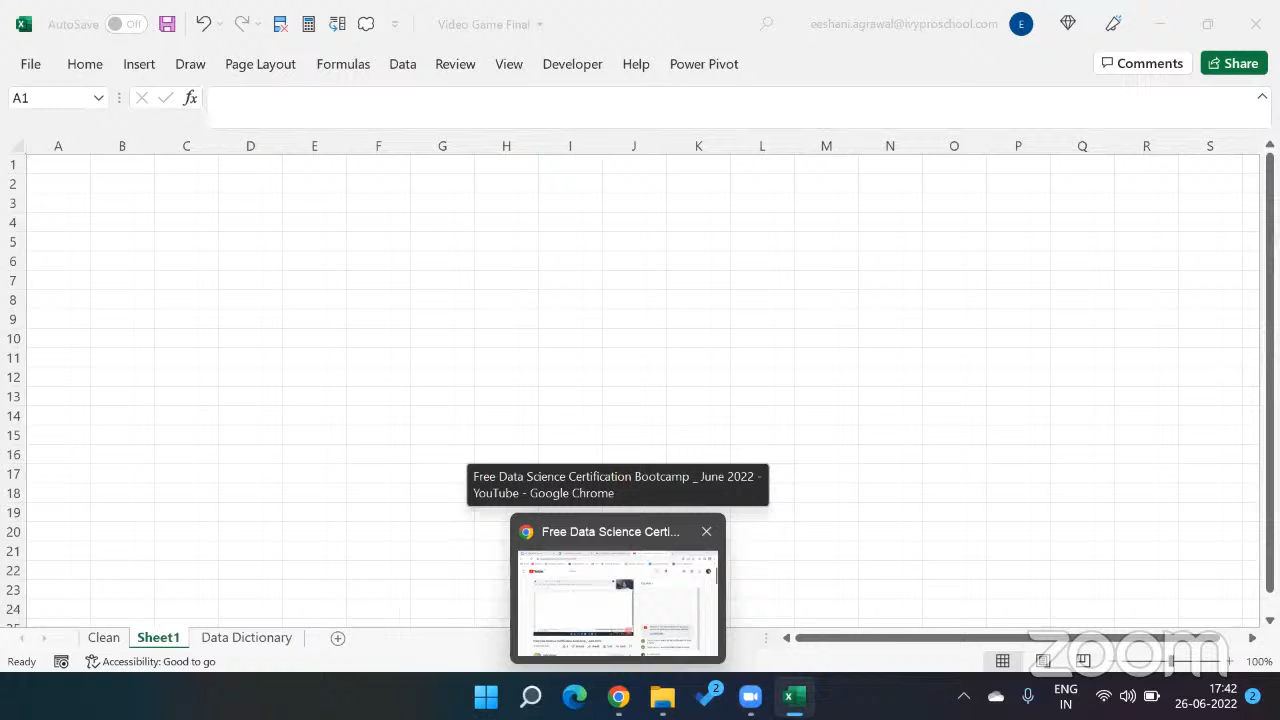 AutoSave Off Video Game Final eeshani.agrawal@ivyproschool.com E
File Home Insert Draw Page Layout Formulas Data Review View Developer Help Power Pivot Comments Share
A1 fx
A B C D E F G H I J K L M N O P Q R S
1
2
3
4
5
6
7
8
9
10
11
12
13
14
15
16
17
18
19
20
21
22
23
24
Free Data Science Certification Bootcamp _ June 2022 -
YouTube - Google Chrome
Free Data Science Certi...
Clean Sheet1 Data Dictionary
Ready Accessibility: Good to go 100%
zoom
2
ENG
IN
17:42
26-06-2022
2